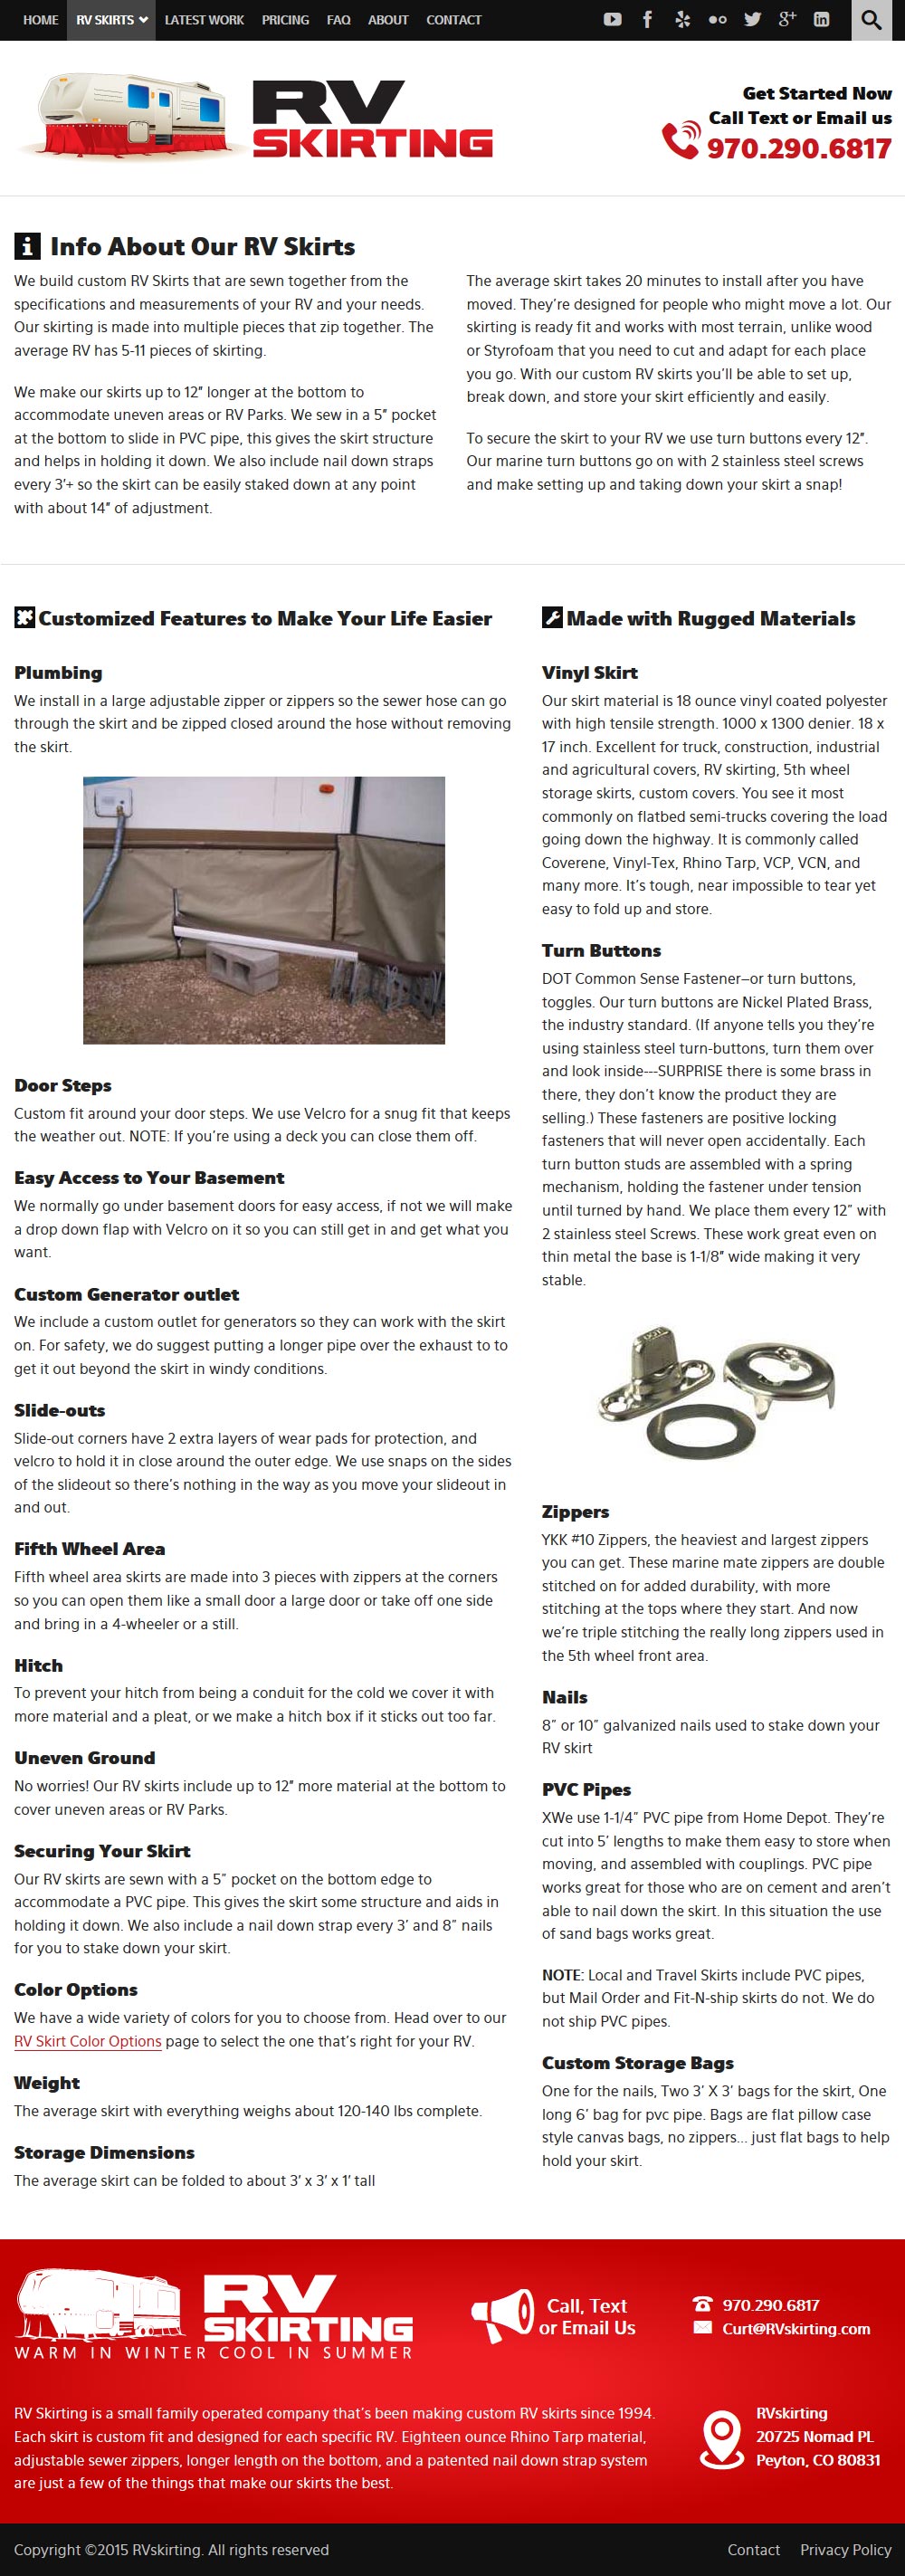 HOME RV SKIRTS LATEST WORK PRICING FAQ ABOUT CONTACT
RV
SKIRTING
Get Started Now
Call Text or Email us
970.290.6817
Info About Our RV Skirts
We build custom RV Skirts that are sewn together from the
specifications and measurements of your RV and your needs.
Our skirting is made into multiple pieces that zip together. The
average RV has 5-11 pieces of skirting.
We make our skirts up to 12″ longer at the bottom to
accommodate uneven areas or RV Parks. We sew in a 5″ pocket
at the bottom to slide in PVC pipe, this gives the skirt structure
and helps in holding it down. We also include nail down straps
every 3′+ so the skirt can be easily staked down at any point
with about 14″ of adjustment.
The average skirt takes 20 minutes to install after you have
moved. They’re designed for people who might move a lot. Our
skirting is ready fit and works with most terrain, unlike wood
or Styrofoam that you need to cut and adapt for each place
you go. With our custom RV skirts you’ll be able to set up,
break down, and store your skirt efficiently and easily.
To secure the skirt to your RV we use turn buttons every 12″.
Our marine turn buttons go on with 2 stainless steel screws
and make setting up and taking down your skirt a snap!
Customized Features to Make Your Life Easier
Plumbing
We install in a large adjustable zipper or zippers so the sewer hose can go
through the skirt and be zipped closed around the hose without removing
the skirt.
Door Steps
Custom fit around your door steps. We use Velcro for a snug fit that keeps
the weather out. NOTE: If you’re using a deck you can close them off.
Easy Access to Your Basement
We normally go under basement doors for easy access, if not we will make
a drop down flap with Velcro on it so you can still get in and get what you
want.
Custom Generator outlet
We include a custom outlet for generators so they can work with the skirt
on. For safety, we do suggest putting a longer pipe over the exhaust to to
get it out beyond the skirt in windy conditions.
Slide-outs
Slide-out corners have 2 extra layers of wear pads for protection, and
velcro to hold it in close around the outer edge. We use snaps on the sides
of the slideout so there’s nothing in the way as you move your slideout in
and out.
Fifth Wheel Area
Fifth wheel area skirts are made into 3 pieces with zippers at the corners
so you can open them like a small door a large door or take off one side
and bring in a 4-wheeler or a still.
Hitch
To prevent your hitch from being a conduit for the cold we cover it with
more material and a pleat, or we make a hitch box if it sticks out too far.
Uneven Ground
No worries! Our RV skirts include up to 12″ more material at the bottom to
cover uneven areas or RV Parks.
Securing Your Skirt
Our RV skirts are sewn with a 5” pocket on the bottom edge to
accommodate a PVC pipe. This gives the skirt some structure and aids in
holding it down. We also include a nail down strap every 3’ and 8” nails
for you to stake down your skirt.
Color Options
We have a wide variety of colors for you to choose from. Head over to our
RV Skirt Color Options page to select the one that’s right for your RV.
Weight
The average skirt with everything weighs about 120-140 lbs complete.
Storage Dimensions
The average skirt can be folded to about 3′ x 3′ x 1′ tall
Made with Rugged Materials
Vinyl Skirt
Our skirt material is 18 ounce vinyl coated polyester
with high tensile strength. 1000 x 1300 denier. 18 x
17 inch. Excellent for truck, construction, industrial
and agricultural covers, RV skirting, 5th wheel
storage skirts, custom covers. You see it most
commonly on flatbed semi-trucks covering the load
going down the highway. It is commonly called
Coverene, Vinyl-Tex, Rhino Tarp, VCP, VCN, and
many more. It’s tough, near impossible to tear yet
easy to fold up and store.
Turn Buttons
DOT Common Sense Fastener—or turn buttons,
toggles. Our turn buttons are Nickel Plated Brass,
the industry standard. (If anyone tells you they’re
using stainless steel turn-buttons, turn them over
and look inside---SURPRISE there is some brass in
there, they don’t know the product they are
selling.) These fasteners are positive locking
fasteners that will never open accidentally. Each
turn button studs are assembled with a spring
mechanism, holding the fastener under tension
until turned by hand. We place them every 12” with
2 stainless steel Screws. These work great even on
thin metal the base is 1-1/8″ wide making it very
stable.
DOT
Zippers
YKK #10 Zippers, the heaviest and largest zippers
you can get. These marine mate zippers are double
stitched on for added durability, with more
stitching at the tops where they start. And now
we’re triple stitching the really long zippers used in
the 5th wheel front area.
Nails
8” or 10” galvanized nails used to stake down your
RV skirt
PVC Pipes
XWe use 1-1/4” PVC pipe from Home Depot. They’re
cut into 5’ lengths to make them easy to store when
moving, and assembled with couplings. PVC pipe
works great for those who are on cement and aren’t
able to nail down the skirt. In this situation the use
of sand bags works great.
NOTE: Local and Travel Skirts include PVC pipes,
but Mail Order and Fit-N-ship skirts do not. We do
not ship PVC pipes.
Custom Storage Bags
One for the nails, Two 3’ X 3’ bags for the skirt, One
long 6’ bag for pvc pipe. Bags are flat pillow case
style canvas bags, no zippers... just flat bags to help
hold your skirt.
RV
SKIRTING
WARM IN WINTER COOL IN SUMMER
Call, Text
or Email Us
970.290.6817
Curt@RVskirting.com
RV Skirting is a small family operated company that’s been making custom RV skirts since 1994.
Each skirt is custom fit and designed for each specific RV. Eighteen ounce Rhino Tarp material,
adjustable sewer zippers, longer length on the bottom, and a patented nail down strap system
are just a few of the things that make our skirts the best.
RVskirting
20725 Nomad PL
Peyton, CO 80831
Copyright ©2015 RVskirting. All rights reserved
Contact Privacy Policy